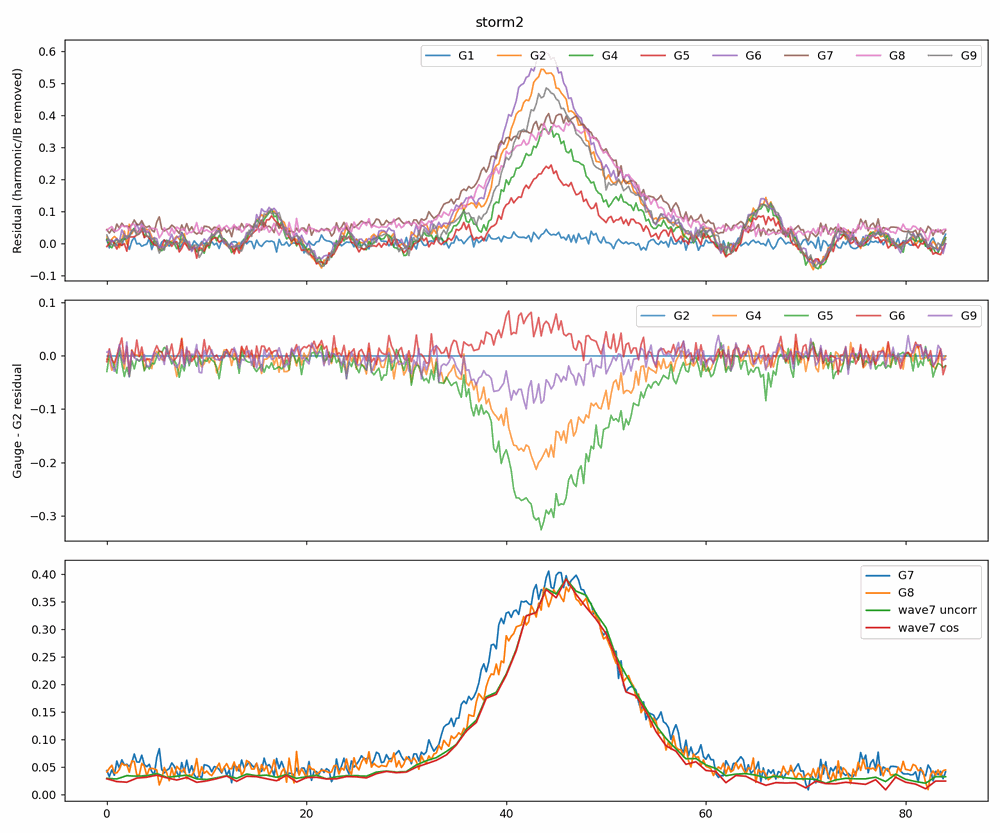 storm2
Residual (harmonic/IB removed)
0.6
0.5
0.4
0.3
0.2
0.1
0.0
−0.1
G1 G2 G4 G5 G6 G7 G8 G9
Gauge - G2 residual
0.1
0.0
−0.1
−0.2
−0.3
G2 G4 G5 G6 G9
0.40
0.35
0.30
0.25
0.20
0.15
0.10
0.05
0.00
G7
G8
wave7 uncorr
wave7 cos
0 20 40 60 80